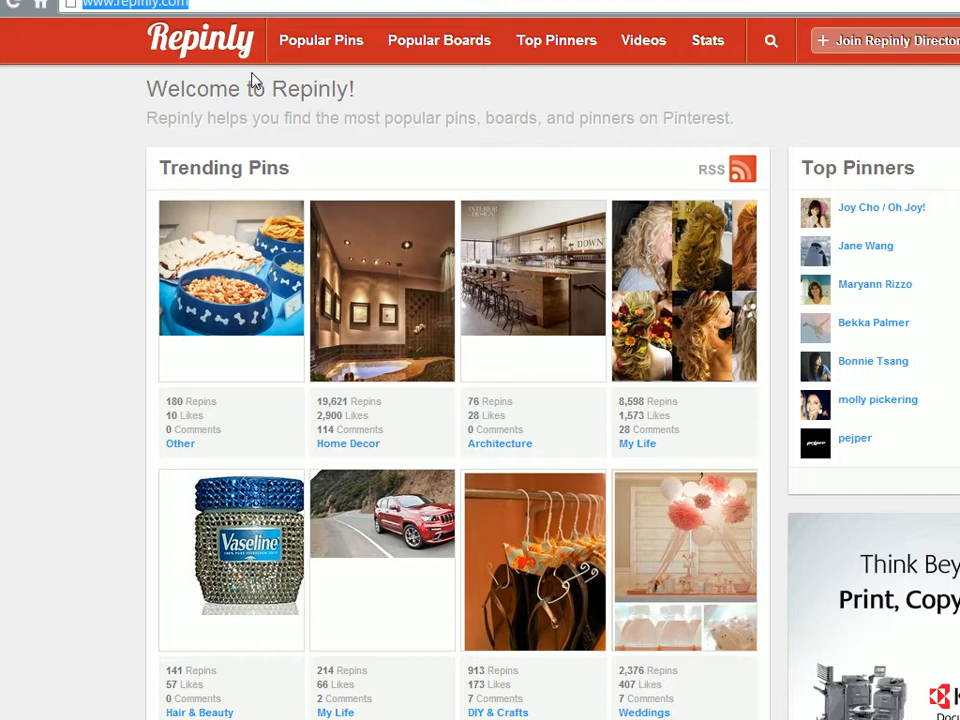 www.repinly.com
Repinly
Popular Pins
Popular Boards
Top Pinners
Videos
Stats
+ Join Repinly
Welcome to Repinly!
Repinly helps you find the most popular pins, boards, and pinners on Pinterest.
Trending Pins
RSS
Top Pinners
Joy Cho / Oh Joy!
Jane Wang
Maryann Rizzo
Bekka Palmer
Bonnie Tsang
molly pickering
pejper
INTERIOR DESIGN
DOWN
180 Repins
10 Likes
0 Comments
Other
19,621 Repins
2,900 Likes
114 Comments
Home Decor
76 Repins
28 Likes
0 Comments
Architecture
8,598 Repins
1,573 Likes
28 Comments
My Life
Vaseline
141 Repins
57 Likes
0 Comments
Hair & Beauty
214 Repins
66 Likes
2 Comments
My Life
913 Repins
173 Likes
7 Comments
DIY & Crafts
2,376 Repins
407 Likes
7 Comments
Weddings
Think
Print,